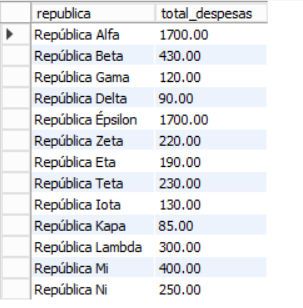 republica total_despesas
República Alfa 1700.00
República Beta 430.00
República Gama 120.00
República Delta 90.00
República Épsilon 1700.00
República Zeta 220.00
República Eta 190.00
República Teta 230.00
República Iota 130.00
República Kapa 85.00
República Lambda 300.00
República Mi 400.00
República Ni 250.00